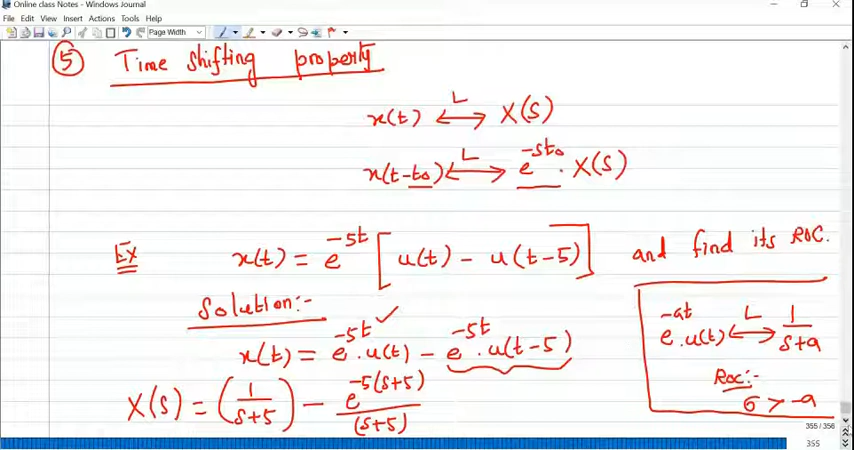 Online class Notes - Windows Journal
File Edit View Insert Actions Tools Help
Page Width
5 Time shifting property
x(t) L⟷ X(S)
x(t-to) L⟷ e^-sto . X(S)
Ex x(t) = e^-5t [u(t) - u(t-5)] and find its ROC.
Solution:-
x(t) = e^-5t . u(t) - e^-5t . u(t-5)
X(S) = (1/(S+5)) - e^-5(S+5)/(S+5)
e^-at . u(t) L⟷ 1/(S+a)
Roc:-
σ > -a
355 / 356
355